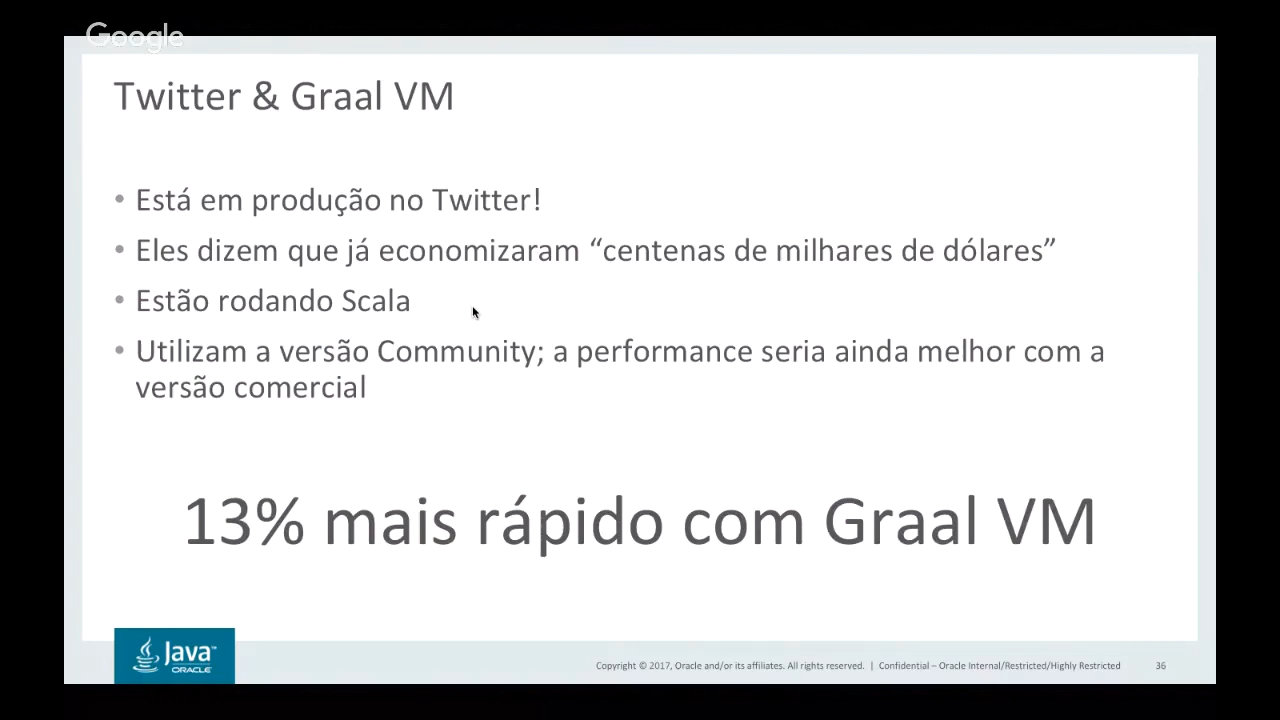 Google
Twitter & Graal VM
• Está em produção no Twitter!
• Eles dizem que já economizaram “centenas de milhares de dólares”
• Estão rodando Scala
• Utilizam a versão Community; a performance seria ainda melhor com a
versão comercial
13% mais rápido com Graal VM
Java™
ORACLE
Copyright © 2017, Oracle and/or its affiliates. All rights reserved. | Confidential – Oracle Internal/Restricted/Highly Restricted 36